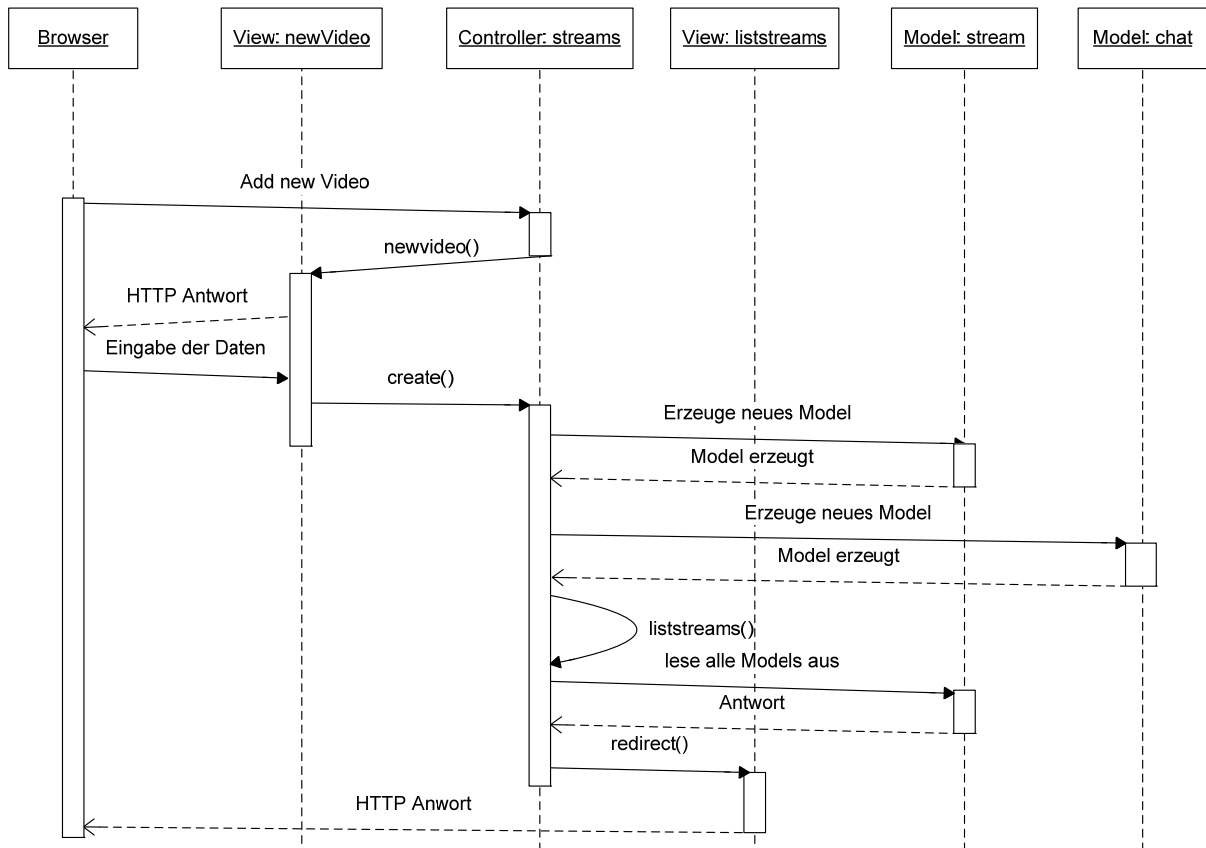 Browser
View: newVideo
Controller: streams
View: liststreams
Model: stream
Model: chat
Add new Video
newvideo()
HTTP Antwort
Eingabe der Daten
create()
Erzeuge neues Model
Model erzeugt
Erzeuge neues Model
Model erzeugt
liststreams()
lese alle Models aus
Antwort
redirect()
HTTP Anwort